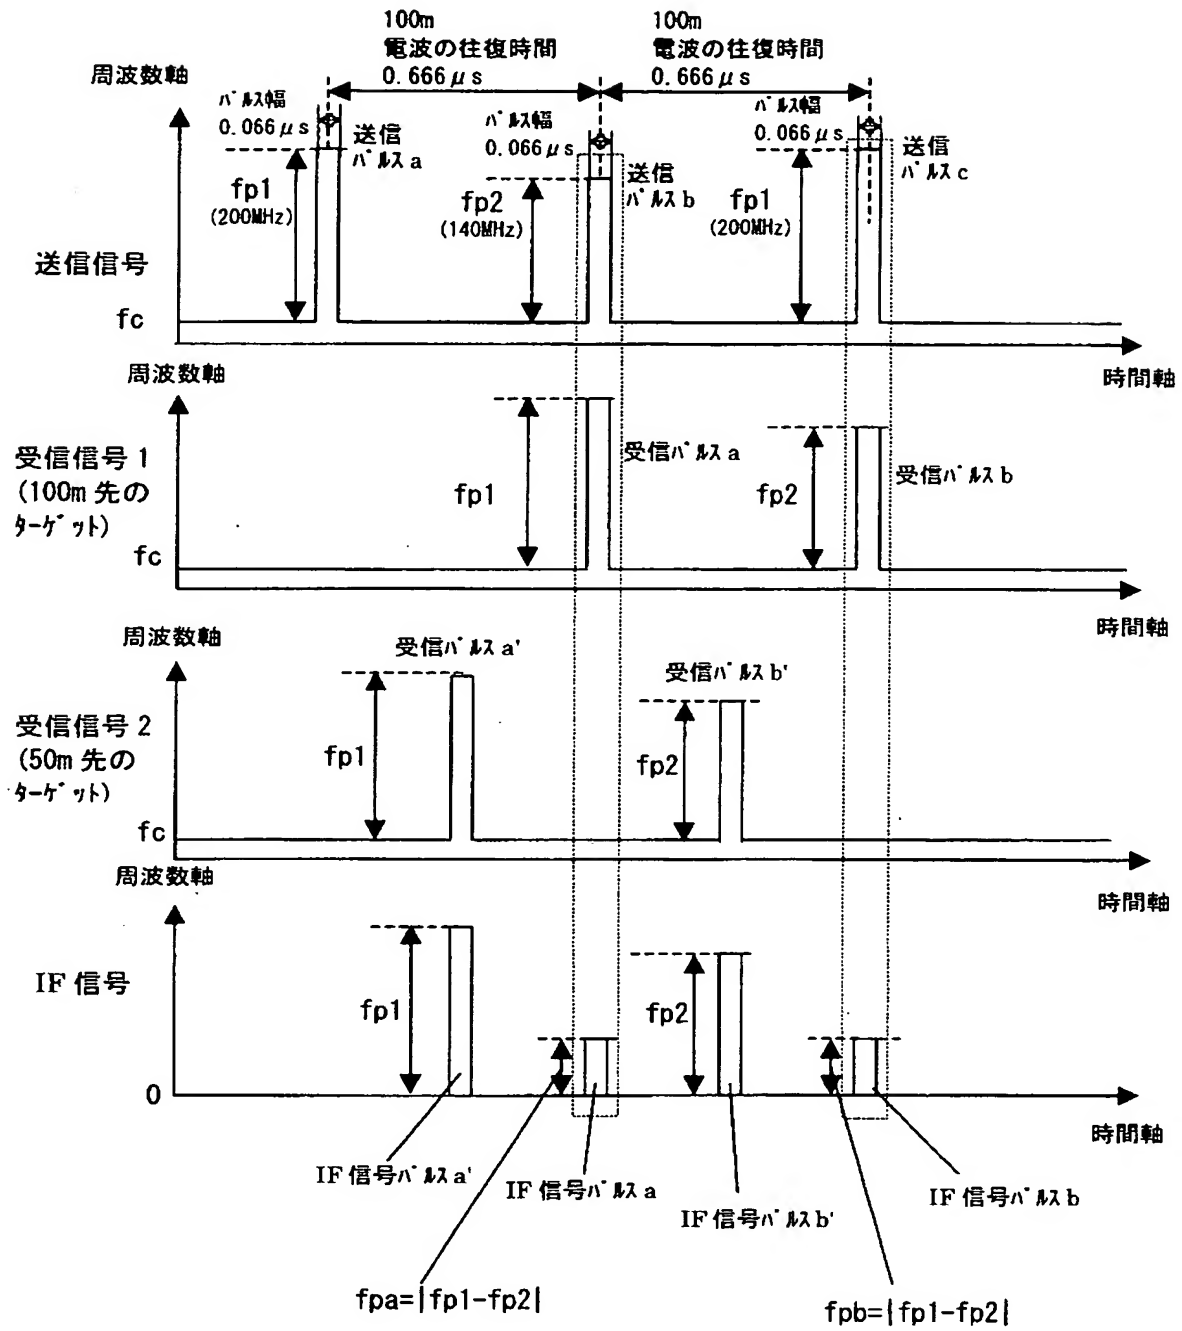 100m
電波の往復時間
0.666μs
100m
電波の往復時間
0.666μs
周波数軸
パルス幅
0.066μs
送信
パルスa
パルス幅
0.066μs
送信
パルスb
パルス幅
0.066μs
送信
パルスc
fp1
(200MHz)
fp2
(140MHz)
fp1
(200MHz)
送信信号
fc
時間軸
周波数軸
受信信号1
(100m先の
ターゲット)
fp1
受信パルスa
fp2
受信パルスb
fc
時間軸
周波数軸
受信パルスa'
受信パルスb'
受信信号2
(50m先の
ターゲット)
fp1
fp2
fc
時間軸
周波数軸
IF信号
fp1
fp2
0
時間軸
IF信号パルスa'
IF信号パルスa
IF信号パルスb'
IF信号パルスb
fpa=|fp1-fp2|
fpb=|fp1-fp2|